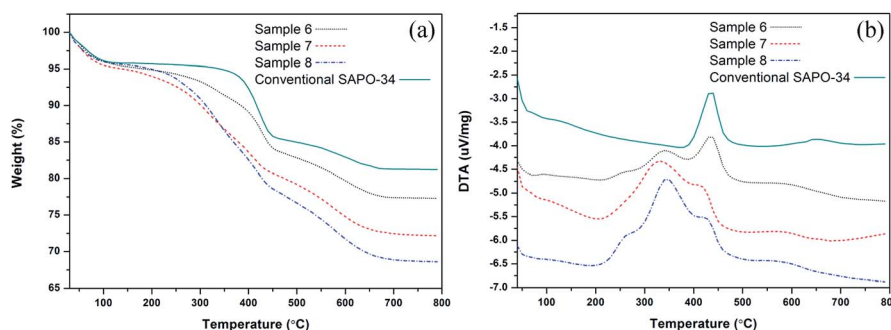 (a)
Sample 6
Sample 7
Sample 8
Conventional SAPO-34
100
95
90
85
80
75
70
65
Weight (%)
0 100 200 300 400 500 600 700 800
Temperature (°C)
(b)
Sample 6
Sample 7
Sample 8
Conventional SAPO-34
-1.5
-2.0
-2.5
-3.0
-3.5
-4.0
-4.5
-5.0
-5.5
-6.0
-6.5
-7.0
DTA (uV/mg)
100 200 300 400 500 600 700 800
Temperature (°C)